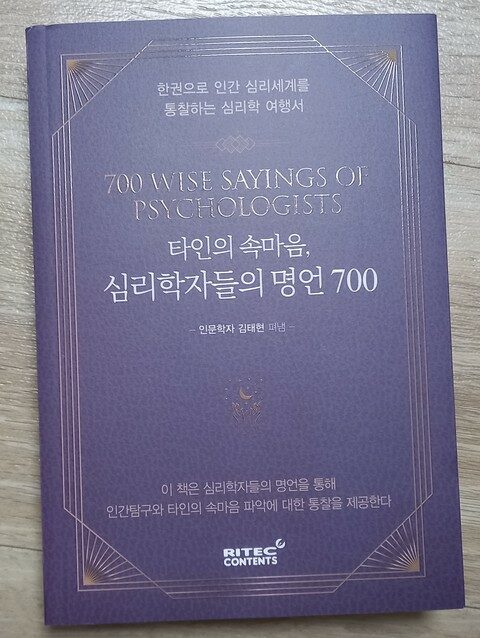 한권으로 인간 심리세계를
통찰하는 심리학 여행서
700 WISE SAYINGS OF
PSYCHOLOGISTS
타인의 속마음,
심리학자들의 명언 700
- 인문학자 김태현 펴냄 -
이 책은 심리학자들의 명언을 통해
인간탐구와 타인의 속마음 파악에 대한 통찰을 제공한다
RITEC
CONTENTS